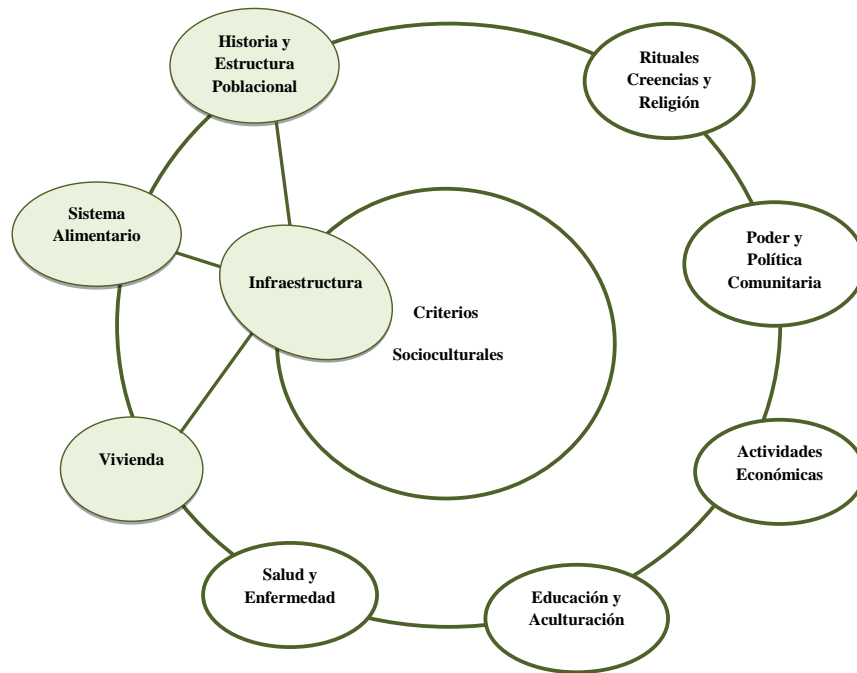 Historia y
Estructura
Poblacional
Rituales
Creencias y
Religión
Sistema
Alimentario
Poder y
Política
Comunitaria
Infraestructura
Criterios
Socioculturales
Vivienda
Actividades
Económicas
Salud y
Enfermedad
Educación y
Aculturación